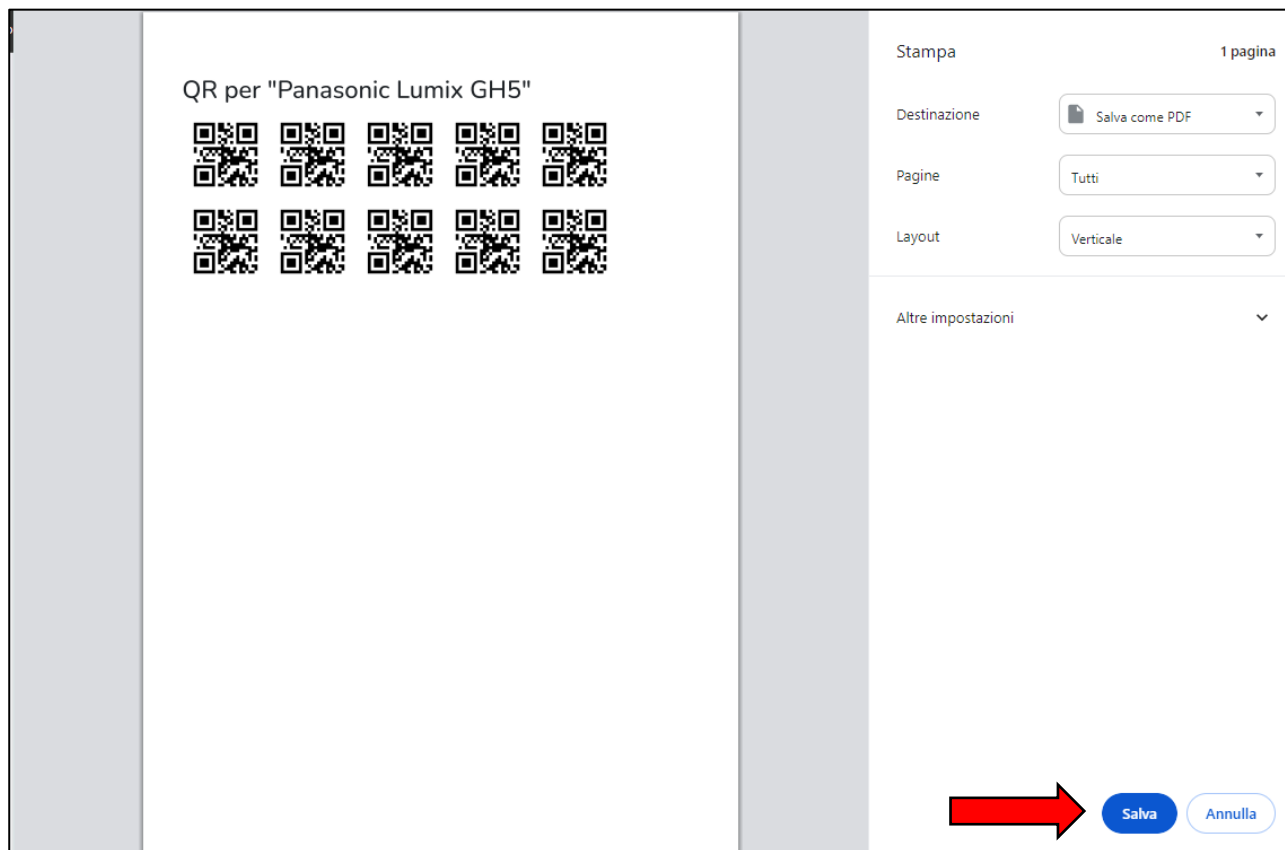 QR per "Panasonic Lumix GH5"
Stampa
1 pagina
Destinazione
Salva come PDF
Pagine
Tutti
Layout
Verticale
Altre impostazioni
Salva
Annulla